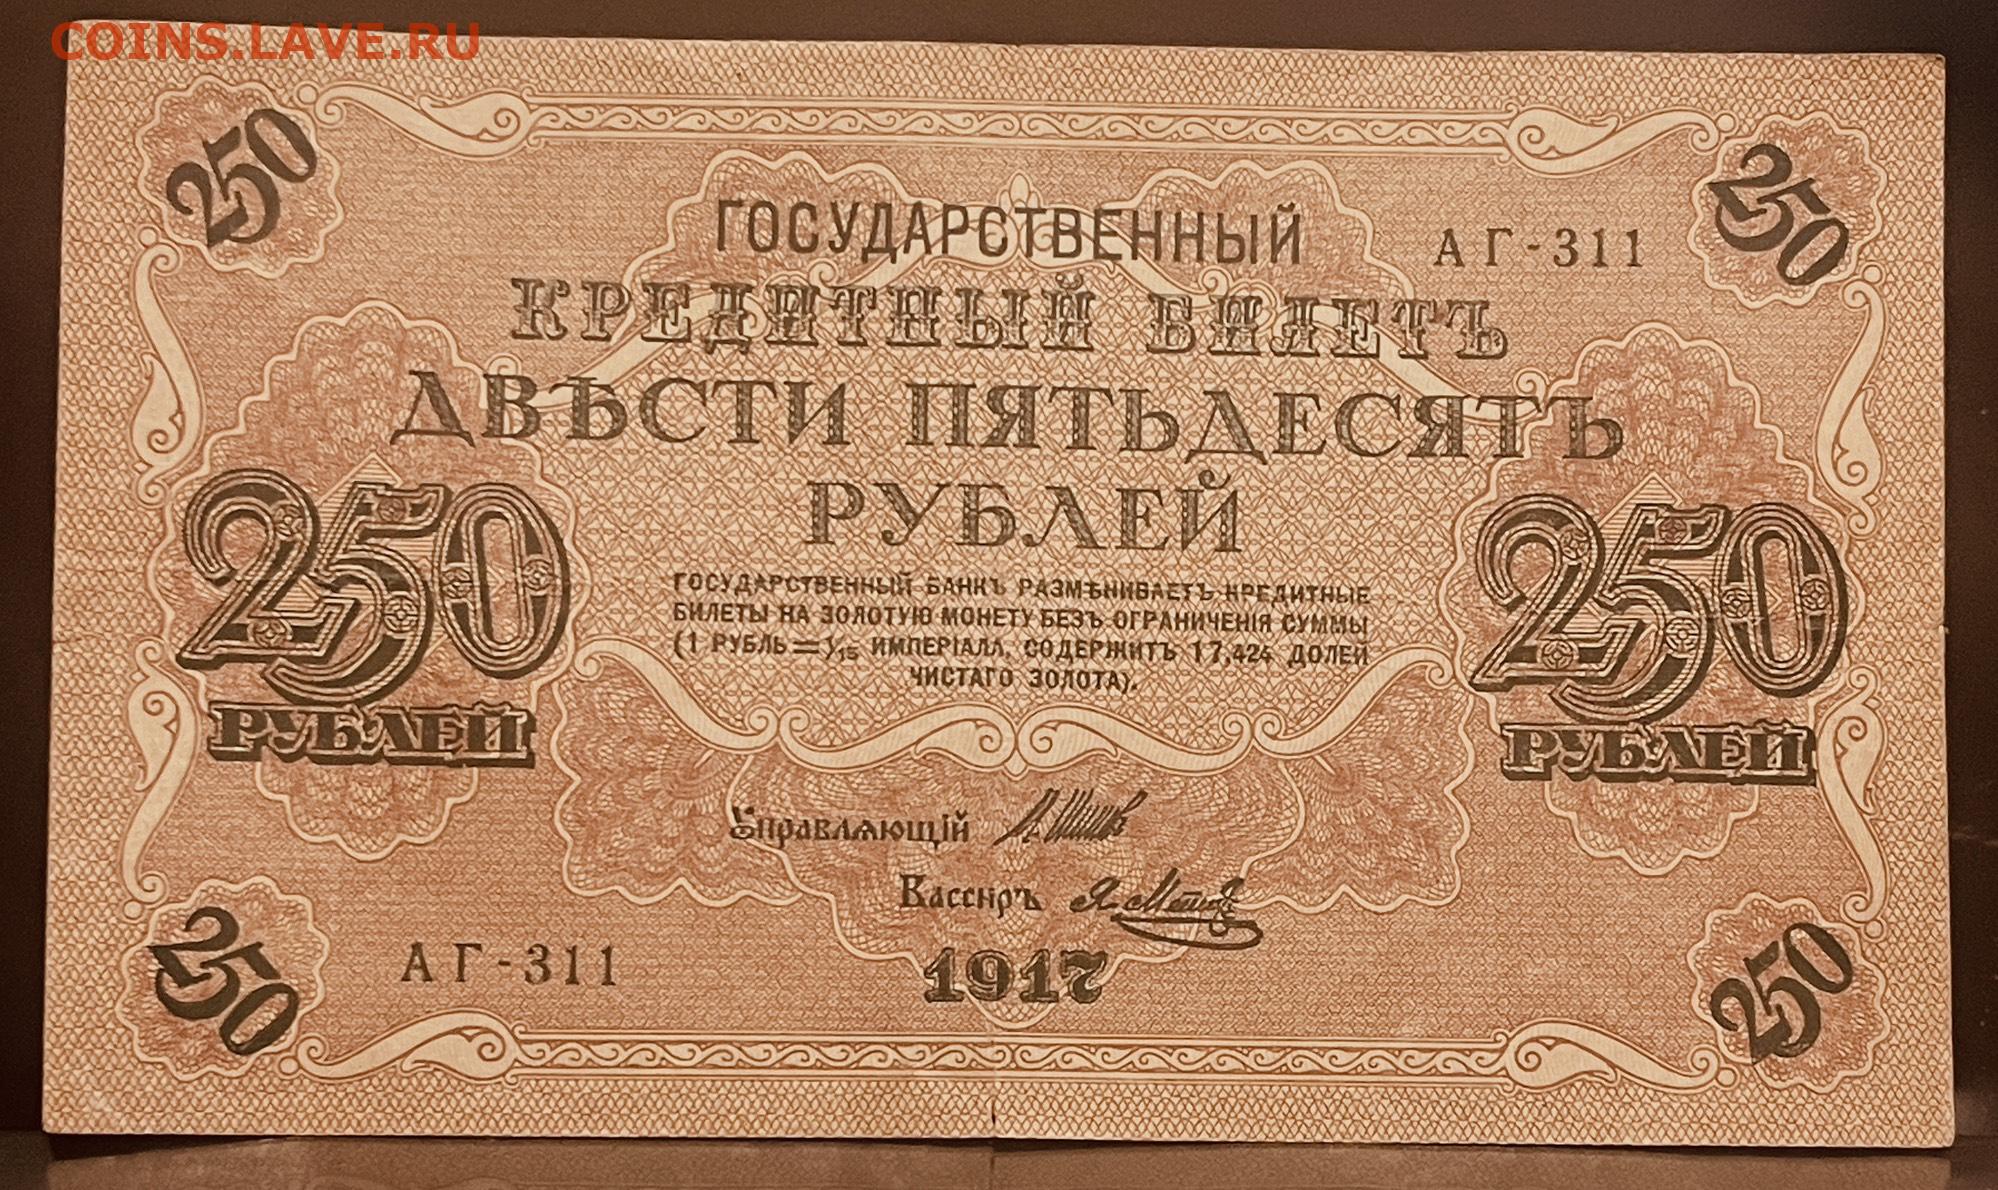 COINS.LAVE.RU
250
250
ГОСУДАРСТВЕННЫЙ
АГ-311
КРЕДИТНЫЙ БИЛЕТЪ
ДВѢСТИ ПЯТЬДЕСЯТЪ
РУБЛЕЙ
250
РУБЛЕЙ
ГОСУДАРСТВЕННЫЙ БАНКЪ РАЗМѢНИВАЕТЪ КРЕДИТНЫЕ
БИЛЕТЫ НА ЗОЛОТУЮ МОНЕТУ БЕЗЪ ОГРАНИЧЕНІЯ СУММЫ
(1 РУБЛЬ = 1/15 ИМПЕРІАЛА, СОДЕРЖИТЪ 17,424 ДОЛЕЙ
ЧИСТАГО ЗОЛОТА).
250
РУБЛЕЙ
Управляющій
Кассиръ
АГ-311
1917
250
250